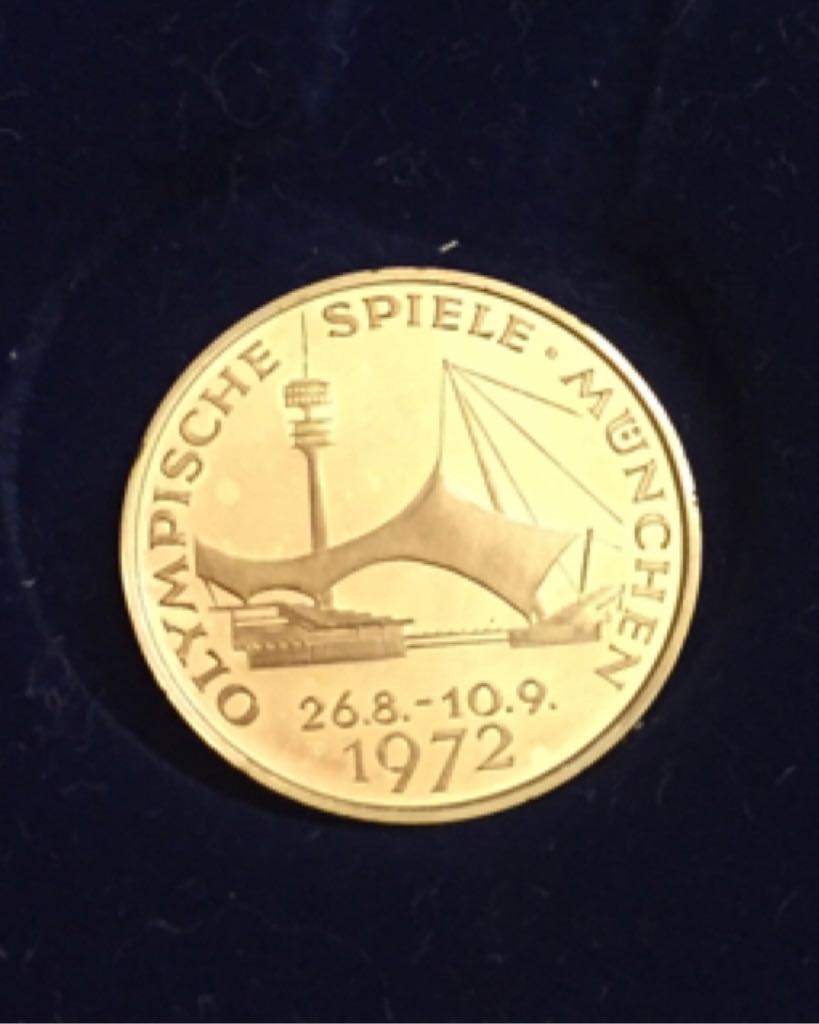 OLYMPISCHE SPIELE · MÜNCHEN
26.8.-10.9.
1972